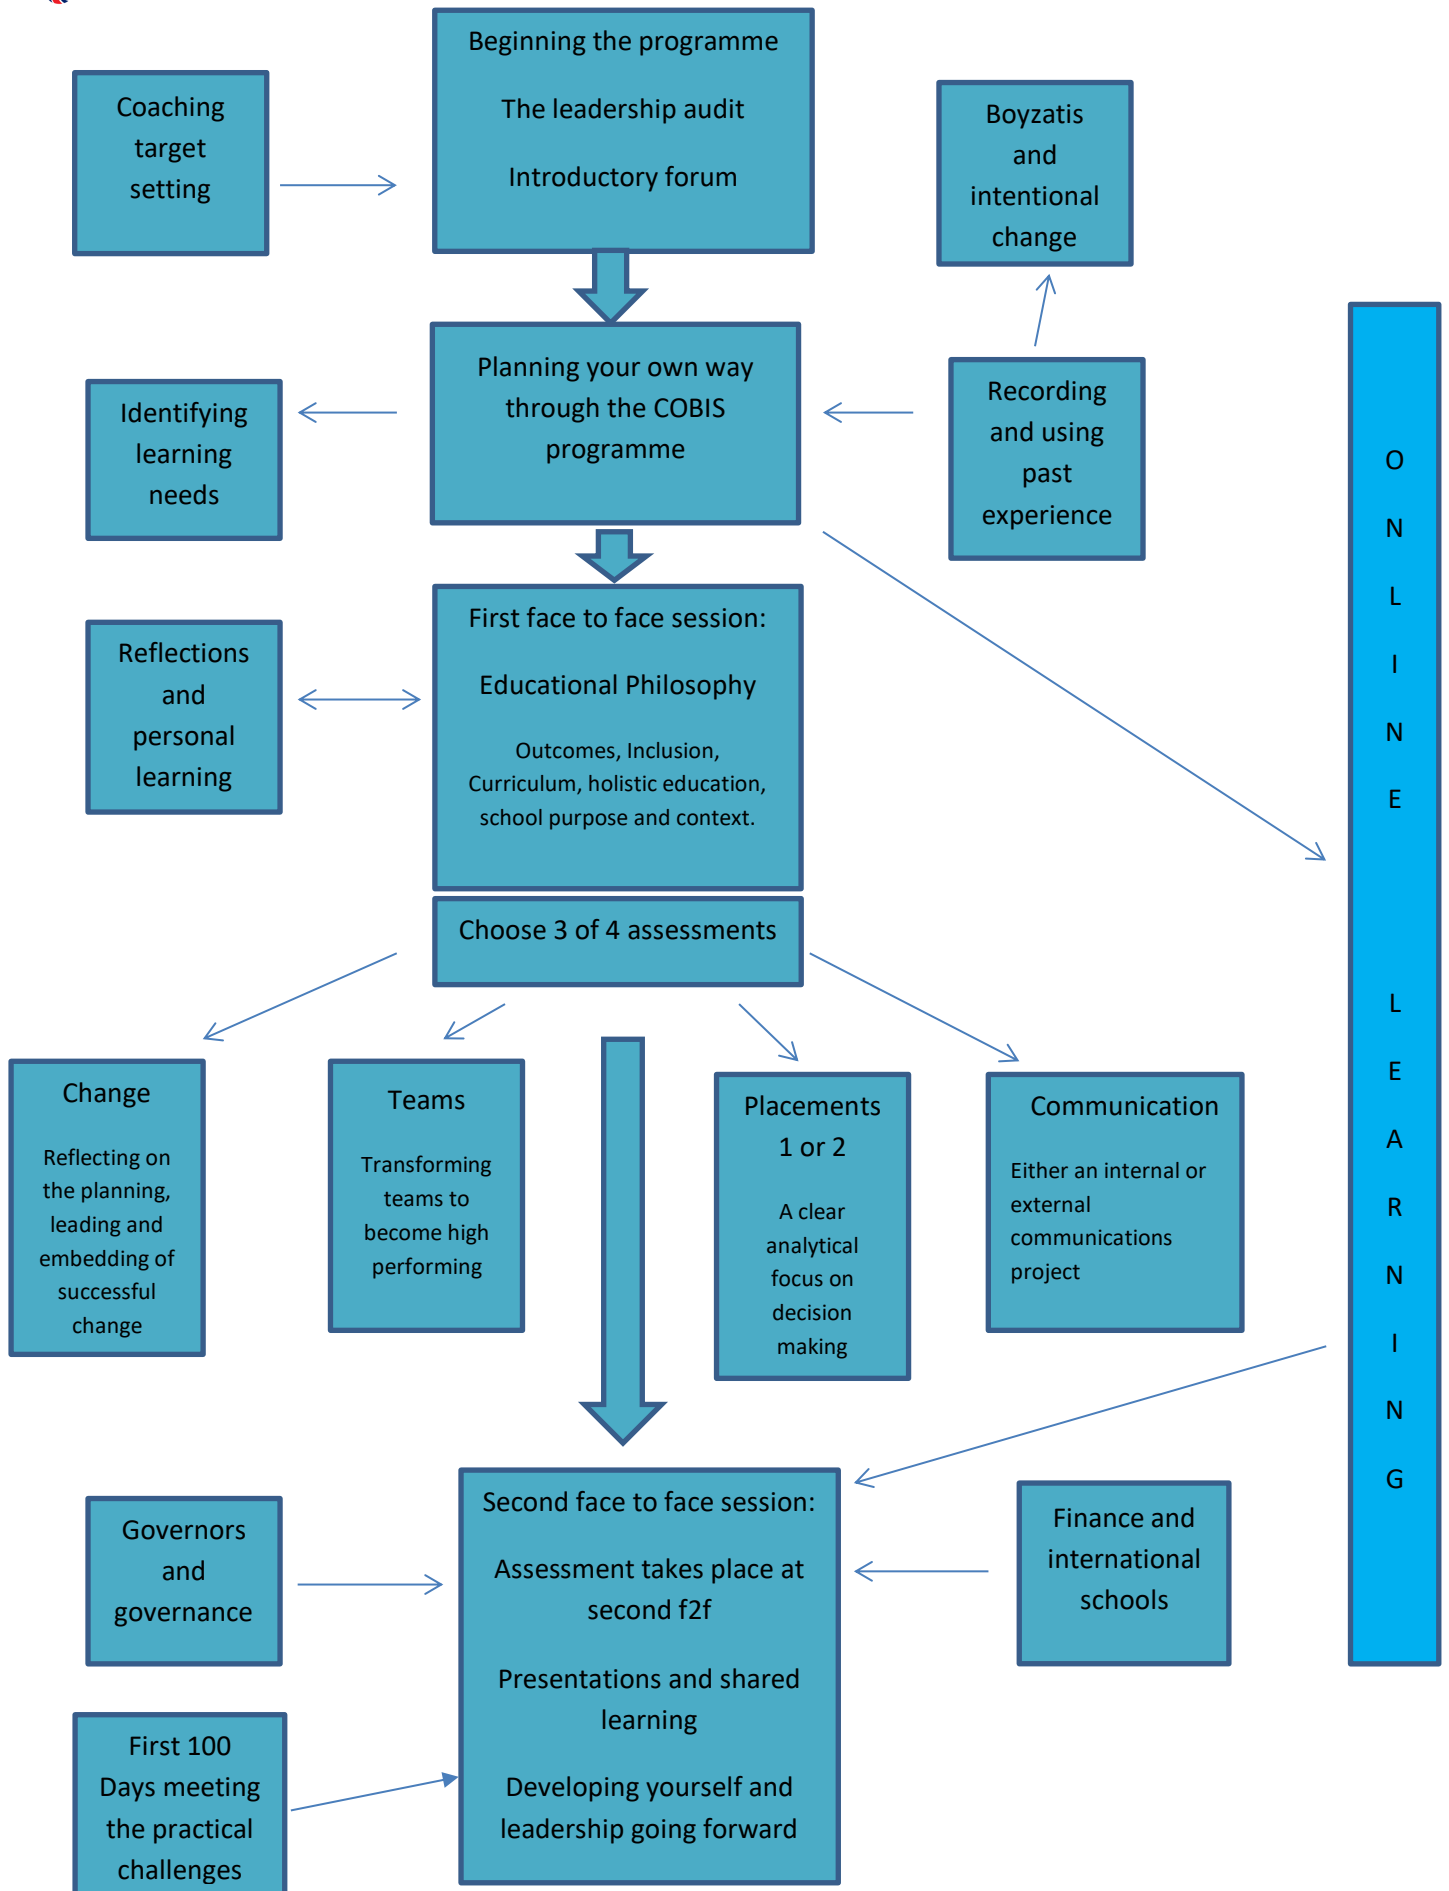 Beginning the programme
The leadership audit
Introductory forum
Coaching
target
setting
Boyzatis
and
intentional
change
Planning your own way
through the COBIS
programme
Identifying
learning
needs
Recording
and using
past
experience
First face to face session:
Educational Philosophy
Outcomes, Inclusion,
Curriculum, holistic education,
school purpose and context.
Reflections
and
personal
learning
Choose 3 of 4 assessments
Change
Reflecting on
the planning,
leading and
embedding of
successful
change
Teams
Transforming
teams to
become high
performing
Placements
1 or 2
A clear
analytical
focus on
decision
making
Communication
Either an internal or
external
communications
project
O
N
L
I
N
E
L
E
A
R
N
I
N
G
Second face to face session:
Assessment takes place at
second f2f
Presentations and shared
learning
Developing yourself and
leadership going forward
Governors
and
governance
Finance and
international
schools
First 100
Days meeting
the practical
challenges